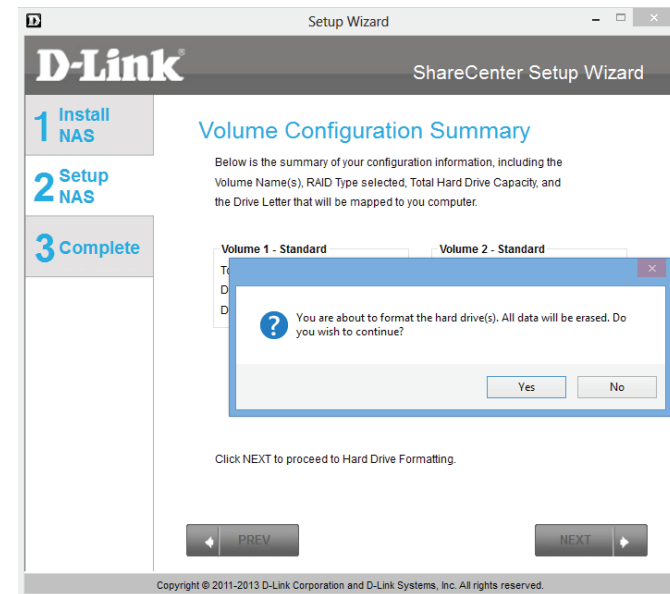 Setup Wizard
D-Link®
ShareCenter Setup Wizard
1 Install
NAS
2 Setup
NAS
3 Complete
Volume Configuration Summary
Below is the summary of your configuration information, including the
Volume Name(s), RAID Type selected, Total Hard Drive Capacity, and
the Drive Letter that will be mapped to you computer.
Volume 1 - Standard
Volume 2 - Standard
You are about to format the hard drive(s). All data will be erased. Do
you wish to continue?
Yes
No
Click NEXT to proceed to Hard Drive Formatting.
PREV
NEXT
Copyright © 2011-2013 D-Link Corporation and D-Link Systems, Inc. All rights reserved.